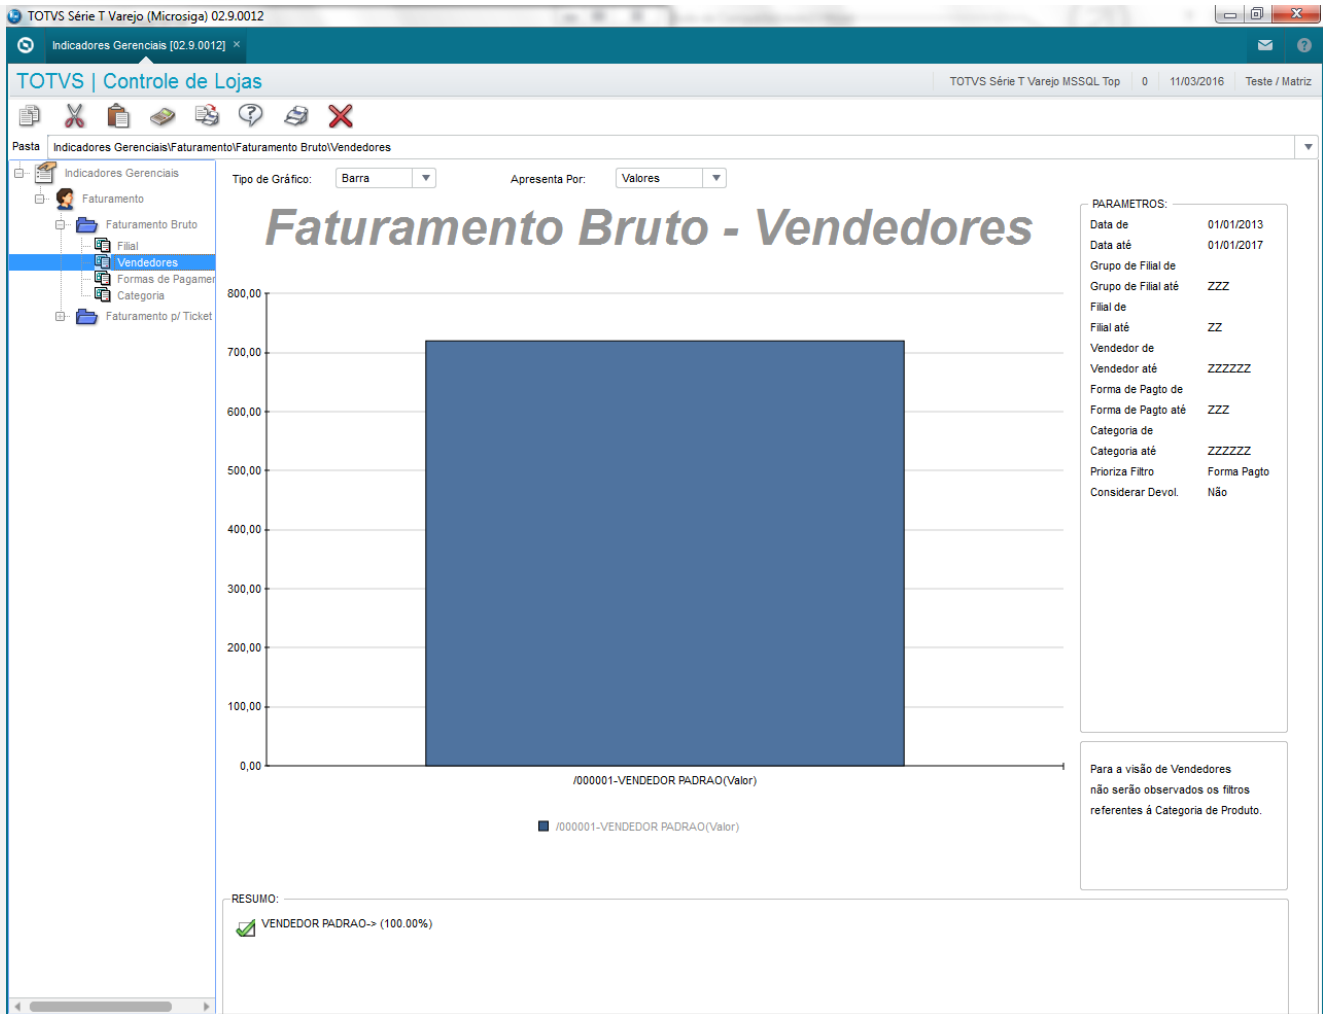 TOTVS Série T Varejo (Microsiga) 02.9.0012
Indicadores Gerenciais [02.9.0012] ×
TOTVS | Controle de Lojas
TOTVS Série T Varejo MSSQL Top 0 11/03/2016 Teste / Matriz
Pasta Indicadores Gerenciais\Faturamento\Faturamento Bruto\Vendedores
Indicadores Gerenciais
Faturamento
Faturamento Bruto
Filial
Vendedores
Formas de Pagamer
Categoria
Faturamento p/ Ticket
Tipo de Gráfico: Barra Apresenta Por: Valores
Faturamento Bruto - Vendedores
800,00
700,00
600,00
500,00
400,00
300,00
200,00
100,00
0,00
/000001-VENDEDOR PADRAO(Valor)
/000001-VENDEDOR PADRAO(Valor)
PARAMETROS:
Data de 01/01/2013
Data até 01/01/2017
Grupo de Filial de
Grupo de Filial até ZZZ
Filial de
Filial até ZZ
Vendedor de
Vendedor até ZZZZZZ
Forma de Pagto de
Forma de Pagto até ZZZ
Categoria de
Categoria até ZZZZZZ
Prioriza Filtro Forma Pagto
Considerar Devol. Não
Para a visão de Vendedores
não serão observados os filtros
referentes á Categoria de Produto.
RESUMO:
VENDEDOR PADRAO-> (100.00%)